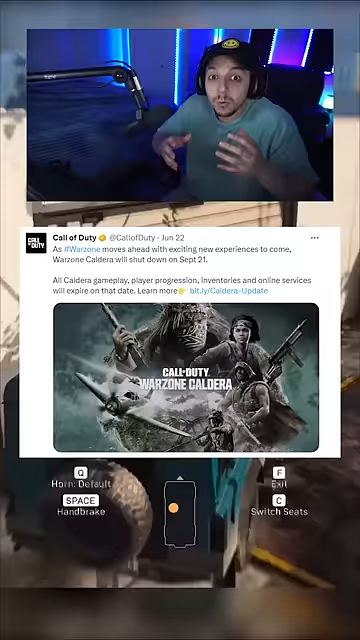 Call of Duty @CallofDuty · Jun 22
As #Warzone moves ahead with exciting new experiences to come,
Warzone Caldera will shut down on Sept 21.
All Caldera gameplay, player progression, inventories and online services
will expire on that date. Learn more👉 bit.ly/Caldera-Update
CALL OF DUTY
WARZONE CALDERA
Q
Horn: Default
SPACE
Handbrake
F
Exit
C
Switch Seats